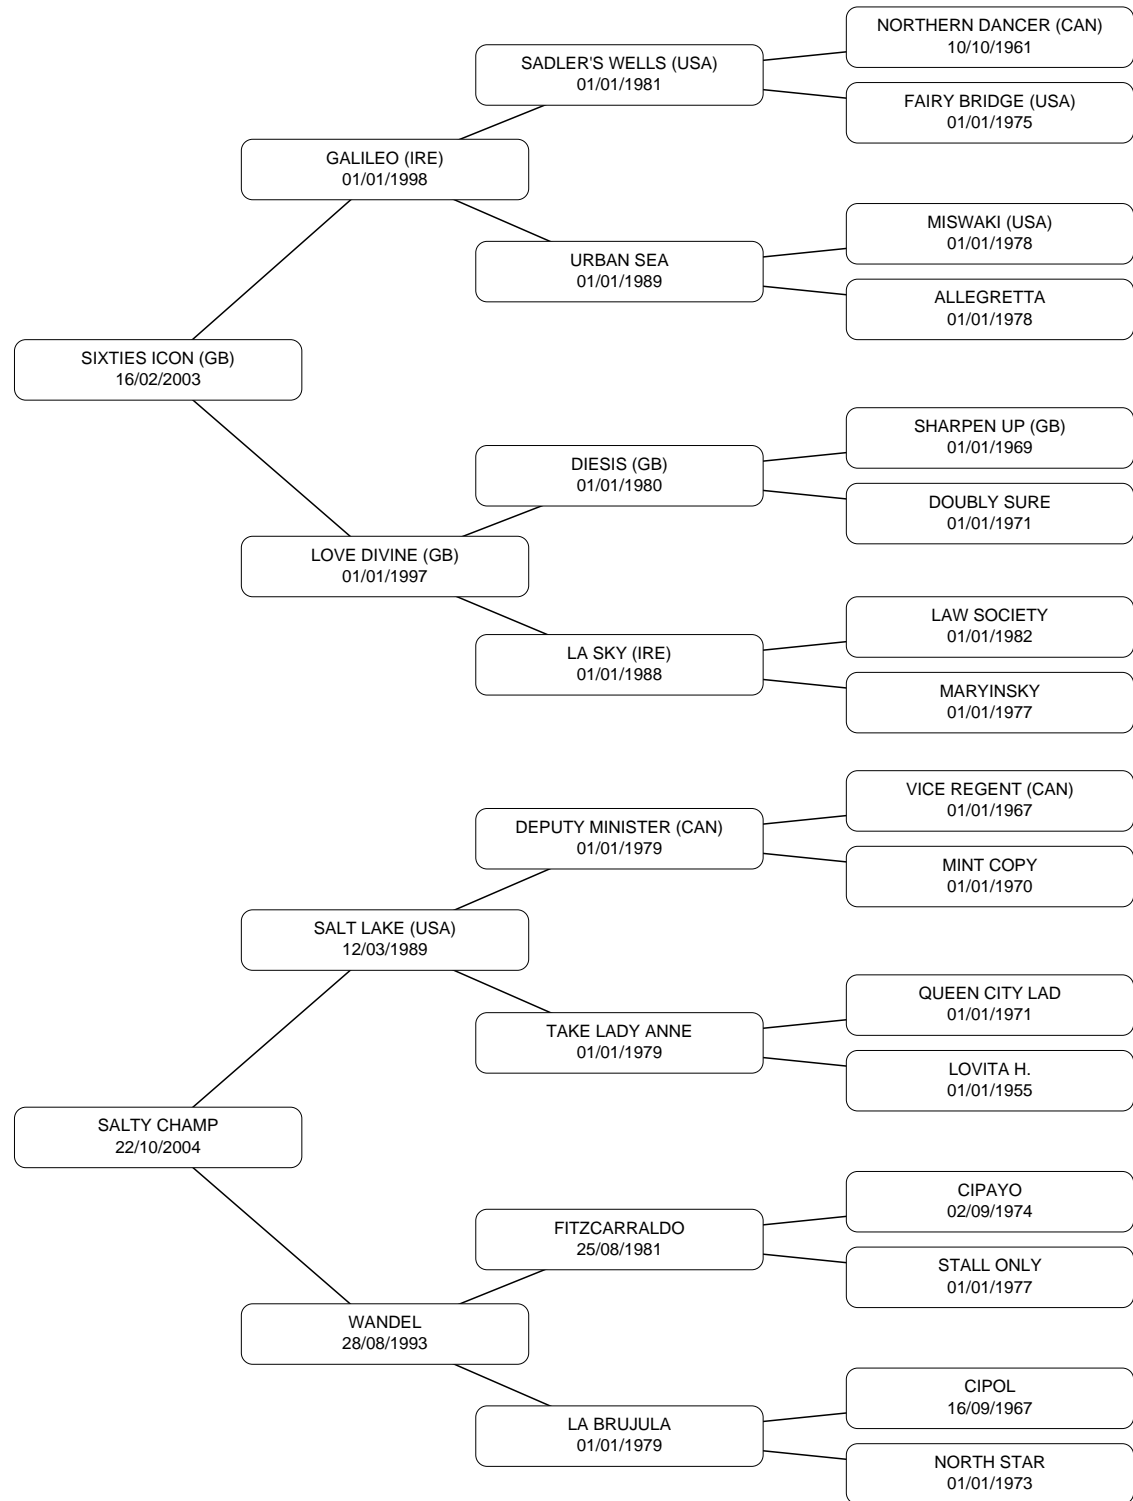 NORTHERN DANCER (CAN)
10/10/1961
SADLER'S WELLS (USA)
01/01/1981
FAIRY BRIDGE (USA)
01/01/1975
GALILEO (IRE)
01/01/1998
MISWAKI (USA)
01/01/1978
URBAN SEA
01/01/1989
ALLEGRETTA
01/01/1978
SIXTIES ICON (GB)
16/02/2003
SHARPEN UP (GB)
01/01/1969
DIESIS (GB)
01/01/1980
DOUBLY SURE
01/01/1971
LOVE DIVINE (GB)
01/01/1997
LAW SOCIETY
01/01/1982
LA SKY (IRE)
01/01/1988
MARYINSKY
01/01/1977
VICE REGENT (CAN)
01/01/1967
DEPUTY MINISTER (CAN)
01/01/1979
MINT COPY
01/01/1970
SALT LAKE (USA)
12/03/1989
QUEEN CITY LAD
01/01/1971
TAKE LADY ANNE
01/01/1979
LOVITA H.
01/01/1955
SALTY CHAMP
22/10/2004
CIPAYO
02/09/1974
FITZCARRALDO
25/08/1981
STALL ONLY
01/01/1977
WANDEL
28/08/1993
CIPOL
16/09/1967
LA BRUJULA
01/01/1979
NORTH STAR
01/01/1973